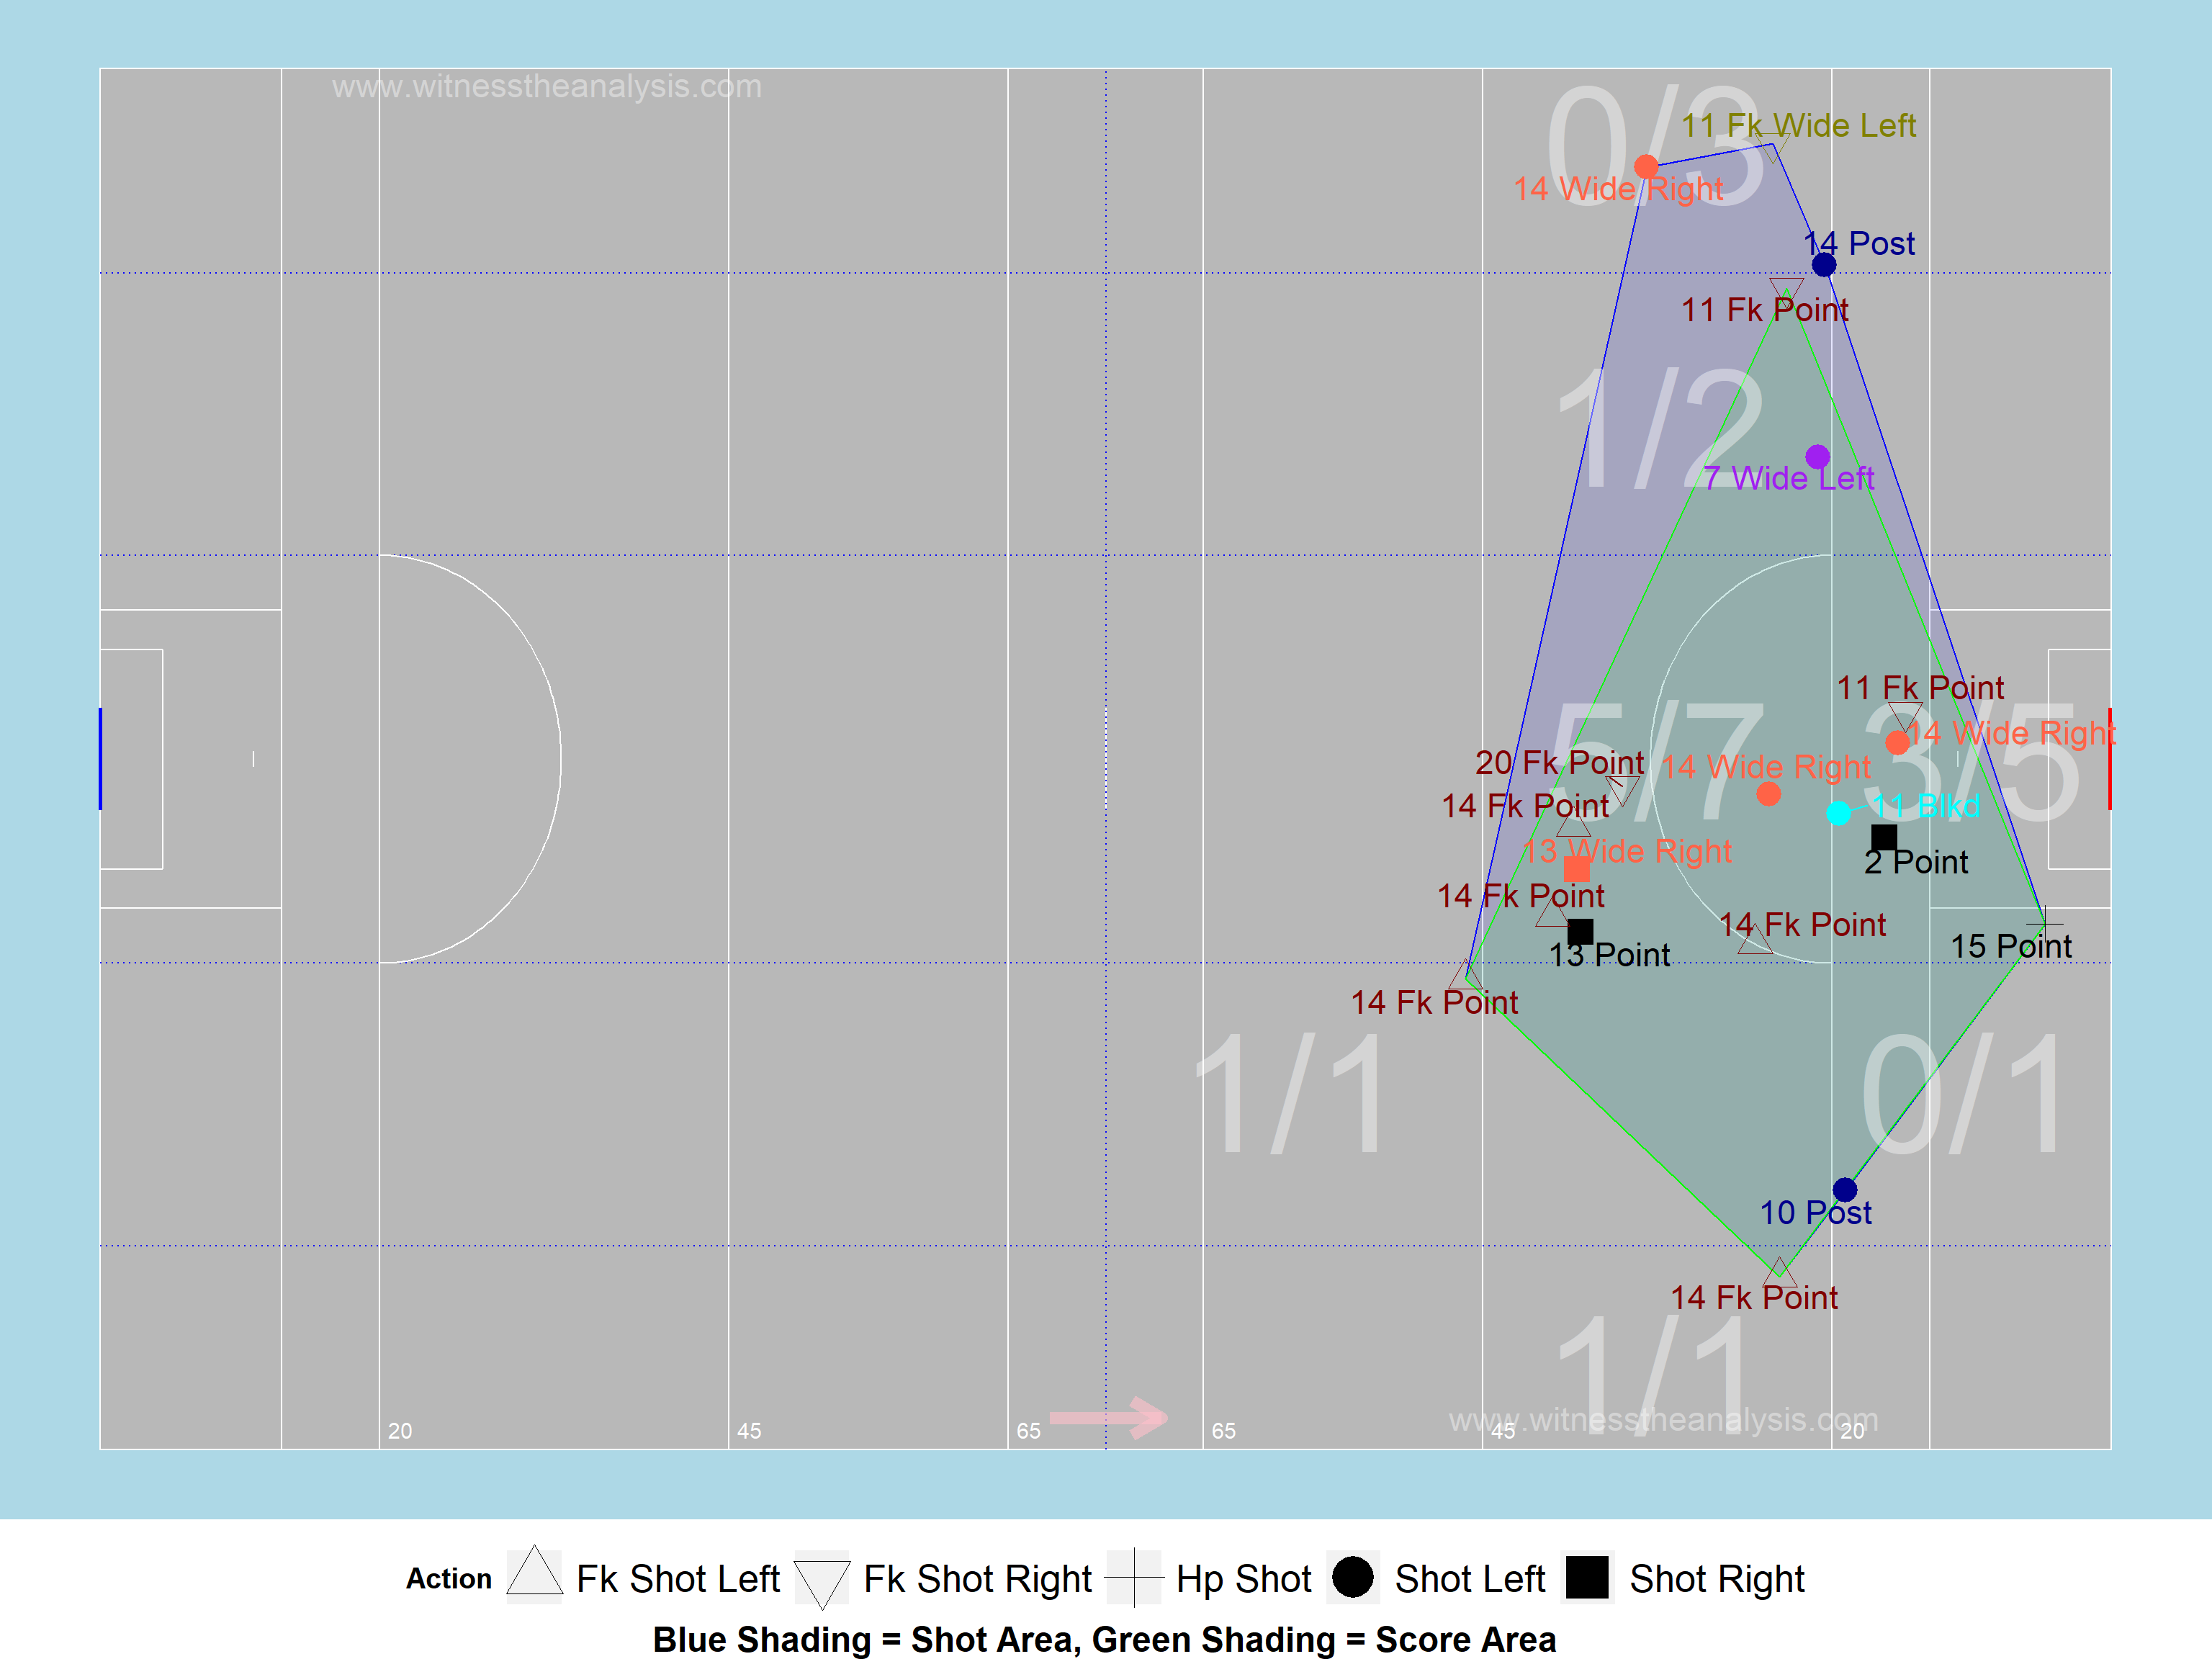 www.witnesstheanalysis.com
0/3
11 Fk Wide Left
14 Wide Right
14 Post
11 Fk Point
1/2
7 Wide Left
11 Fk Point
5/7
3/5
14 Wide Right
20 Fk Point
14 Wide Right
14 Fk Point
11 Blkd
13 Wide Right
2 Point
14 Fk Point
14 Fk Point
13 Point
15 Point
14 Fk Point
1/1
0/1
10 Post
14 Fk Point
1/1
www.witnesstheanalysis.com
20 45 65 65 45 20
Action Fk Shot Left Fk Shot Right Hp Shot Shot Left Shot Right
Blue Shading = Shot Area, Green Shading = Score Area